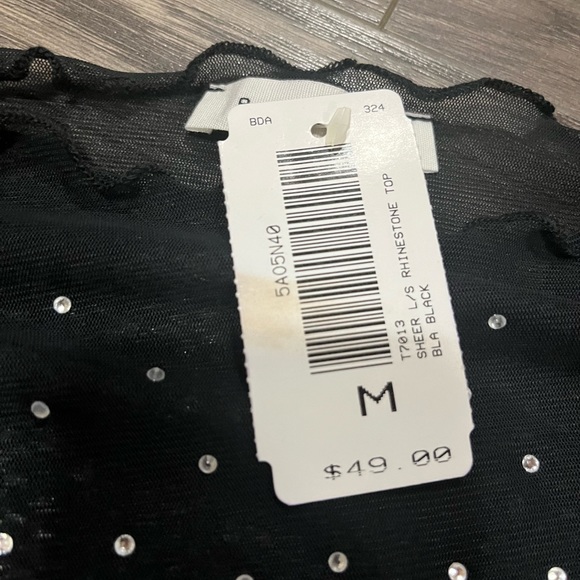 BDA 324
5A05N40
T7013
SHEER L/S RHINESTONE TOP
BLA BLACK
M
$49.00